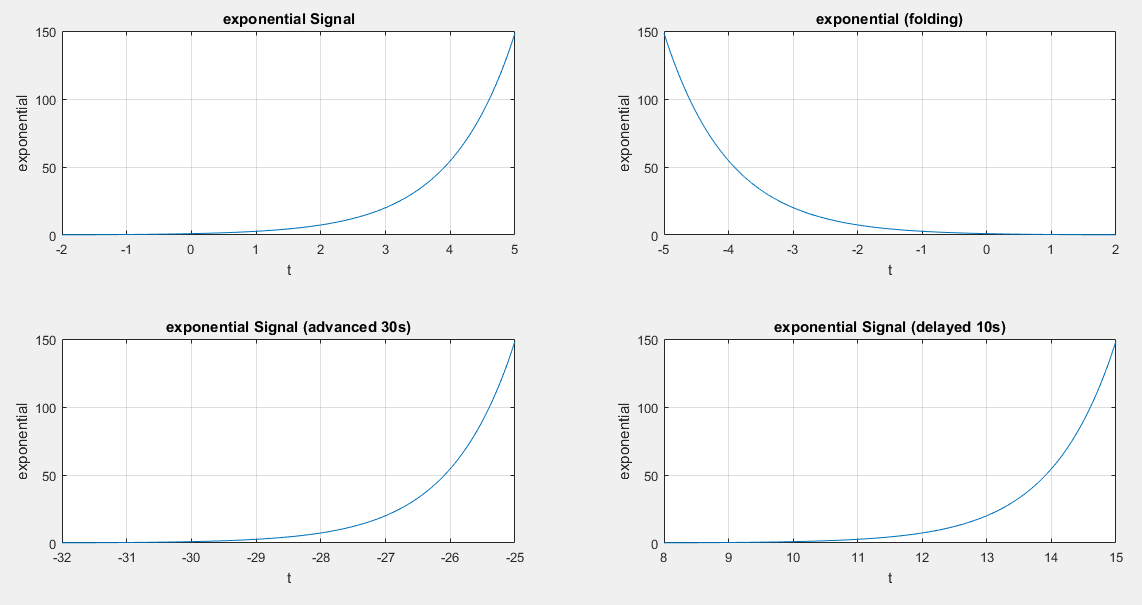 exponential Signal
exponential
150
100
50
0
-2 -1 0 1 2 3 4 5
t
exponential (folding)
exponential
150
100
50
0
-5 -4 -3 -2 -1 0 1 2
t
exponential Signal (advanced 30s)
exponential
150
100
50
0
-32 -31 -30 -29 -28 -27 -26 -25
t
exponential Signal (delayed 10s)
exponential
150
100
50
0
8 9 10 11 12 13 14 15
t